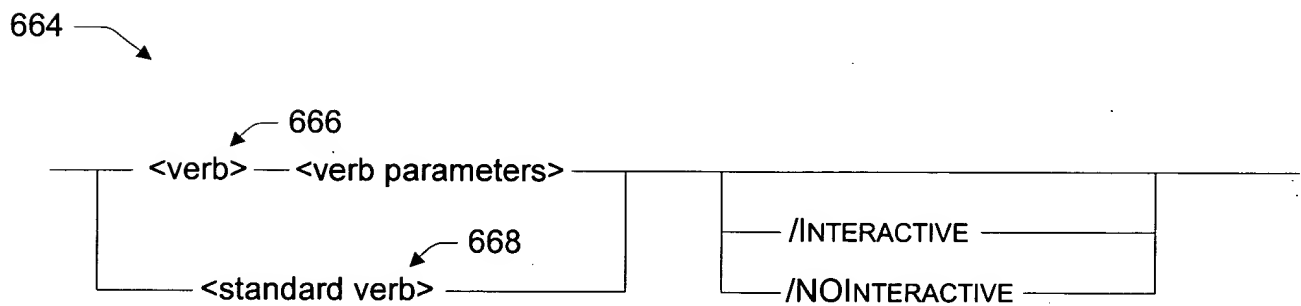 664
666
<verb> <verb parameters>
/INTERACTIVE
668
<standard verb>
/NOINTERACTIVE